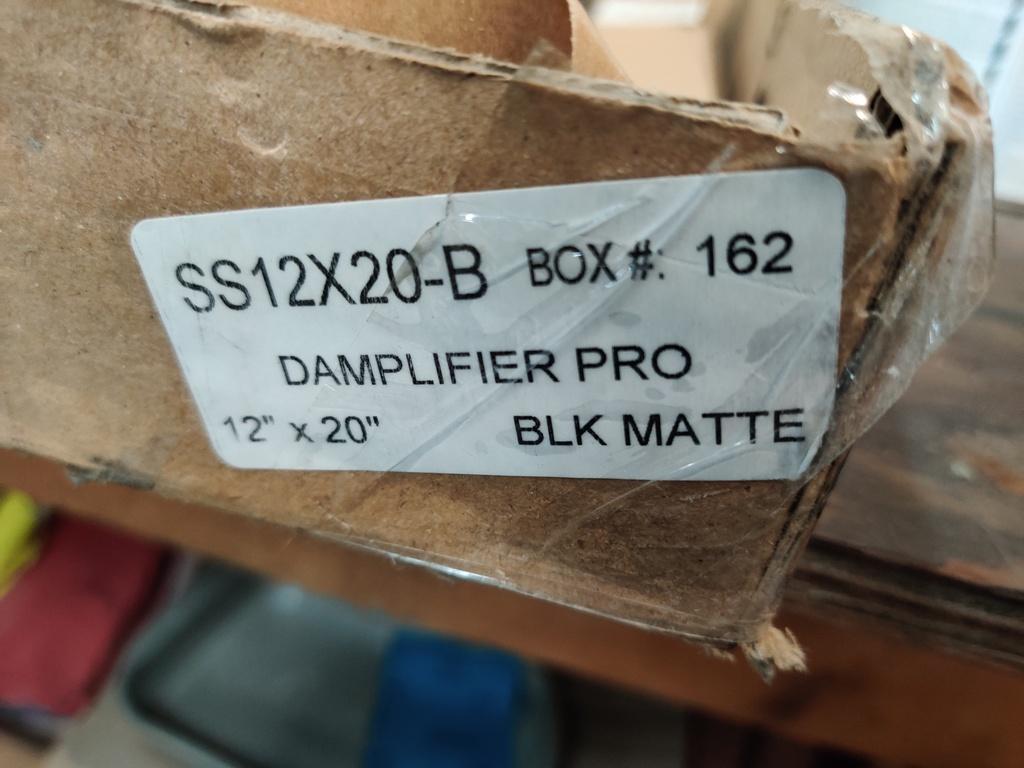 SS12X20-B BOX #: 162
DAMPLIFIER PRO
12" x 20" BLK MATTE